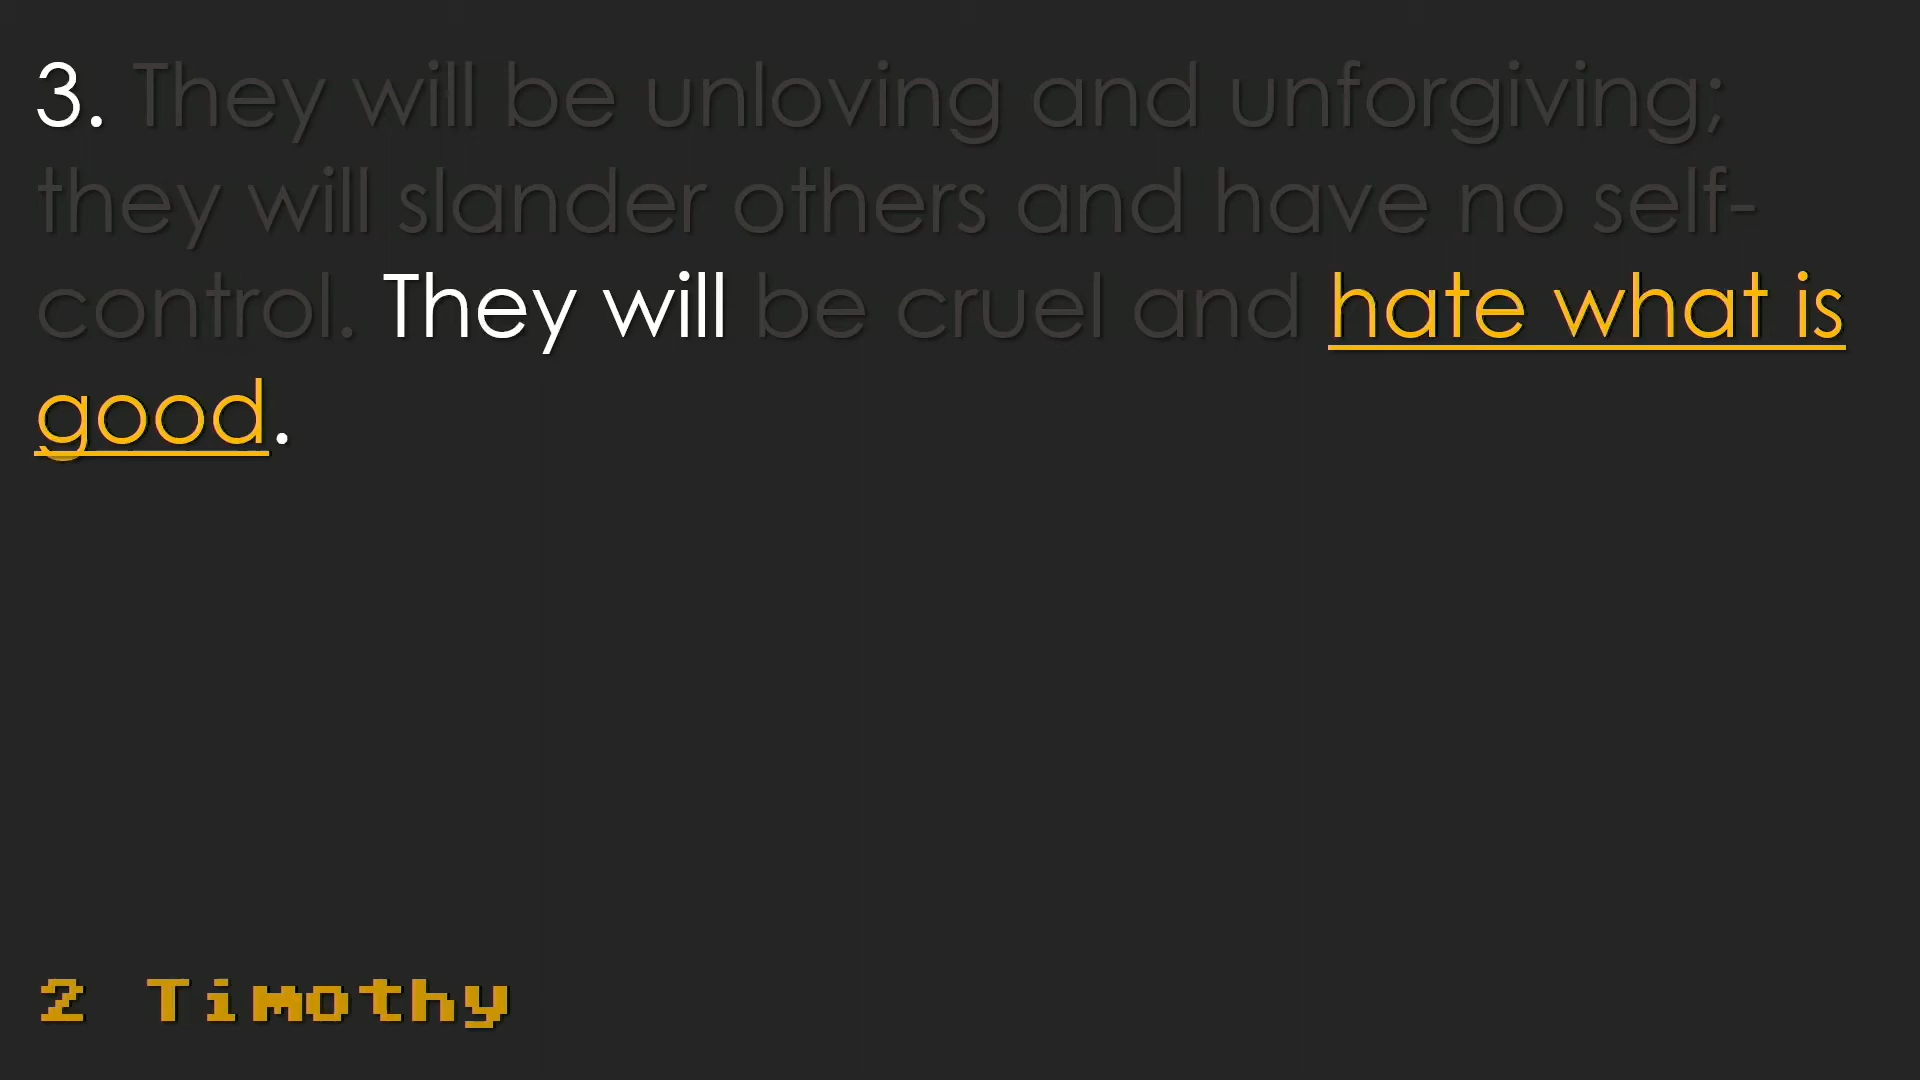 3. They will be unloving and unforgiving;
they will slander others and have no self-
control. They will be cruel and hate what is
good.
2 Timothy